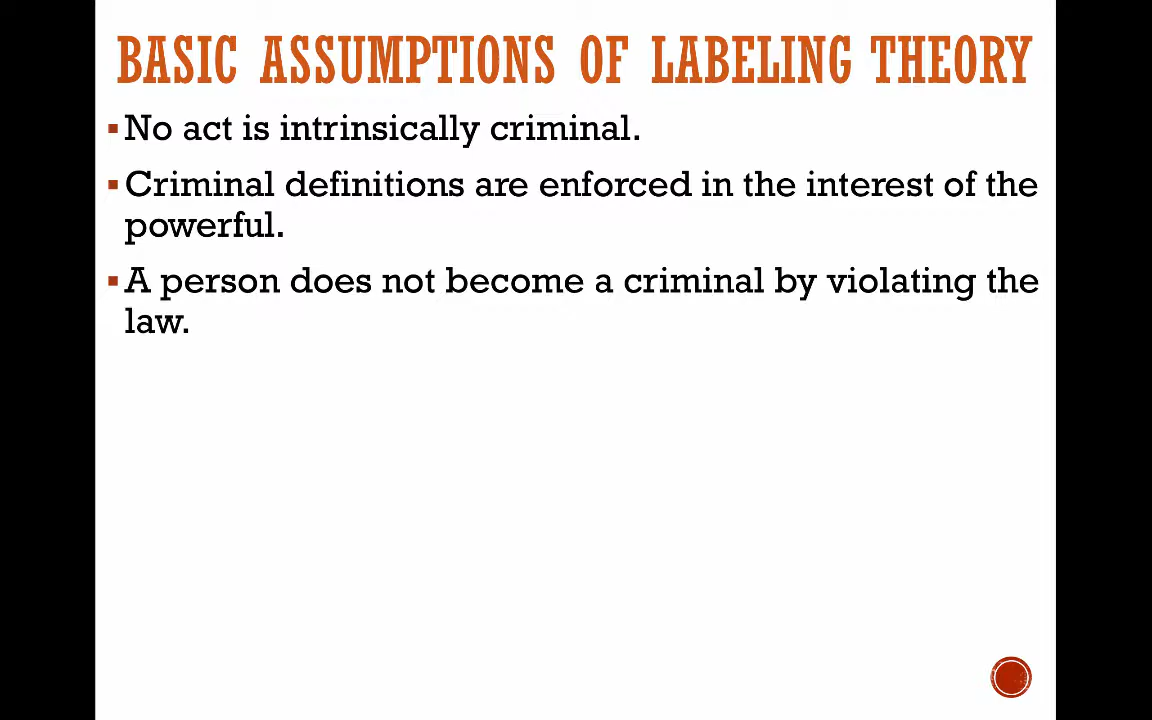 BASIC ASSUMPTIONS OF LABELING THEORY
▪No act is intrinsically criminal.
▪Criminal definitions are enforced in the interest of the
powerful.
▪A person does not become a criminal by violating the
law.